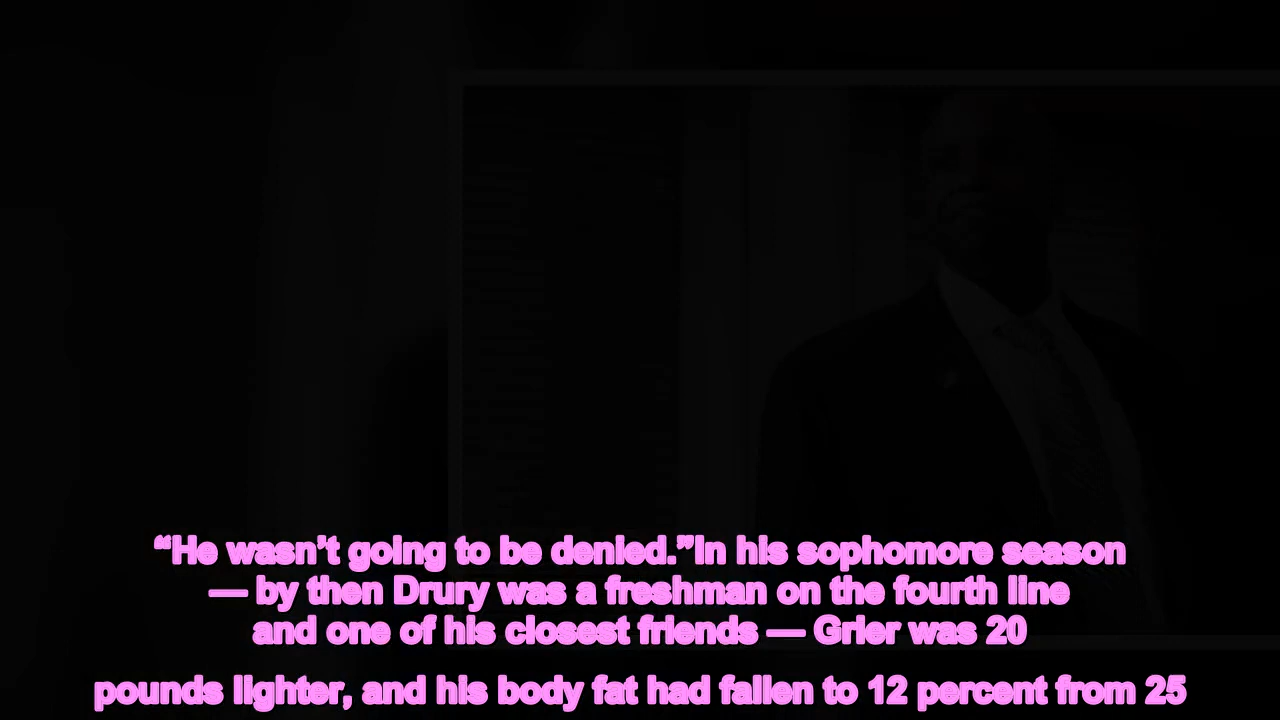 “He wasn’t going to be denied.”In his sophomore season
— by then Drury was a freshman on the fourth line
and one of his closest friends — Grier was 20
pounds lighter, and his body fat had fallen to 12 percent from 25